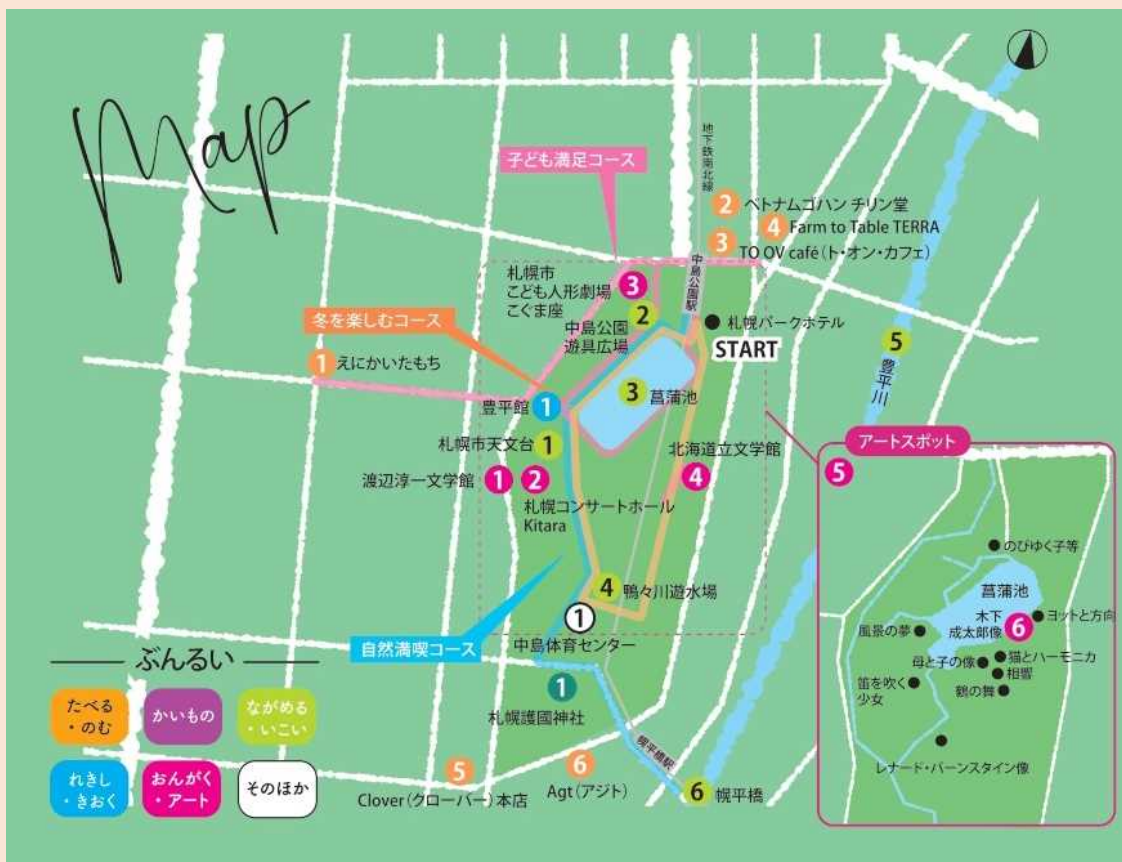 Map
子ども満足コース
地下鉄南北線
2 ベトナムゴハン チリン堂
4 Farm to Table TERRA
3 TO OV café(ト・オン・カフェ)
中島公園駅
札幌市
こども人形劇場
こぐま座
3
2
中島公園
遊具広場
札幌パークホテル
START
冬を楽しむコース
1 えにかいたもち
5
豊平川
豊平館 1
3 菖蒲池
札幌市天文台 1
渡辺淳一文学館 1
2
札幌コンサートホール
Kitara
北海道立文学館
4
4 鴨々川遊水場
1
中島体育センター
自然満喫コース
1
札幌護國神社
幌平橋駅
6 幌平橋
5
Clover(クローバー)本店
6
Agt(アジト)
ぶんるい
たべる
・のむ
かいもの
ながめる
・いこい
れきし
・きおく
おんがく
・アート
そのほか
アートスポット
5
のびゆく子等
菖蒲池
木下
成太郎像
6
ヨットと方向
風景の夢
猫とハーモニカ
母と子の像
相響
笛を吹く
少女
鶴の舞
レナード・バーンスタイン像